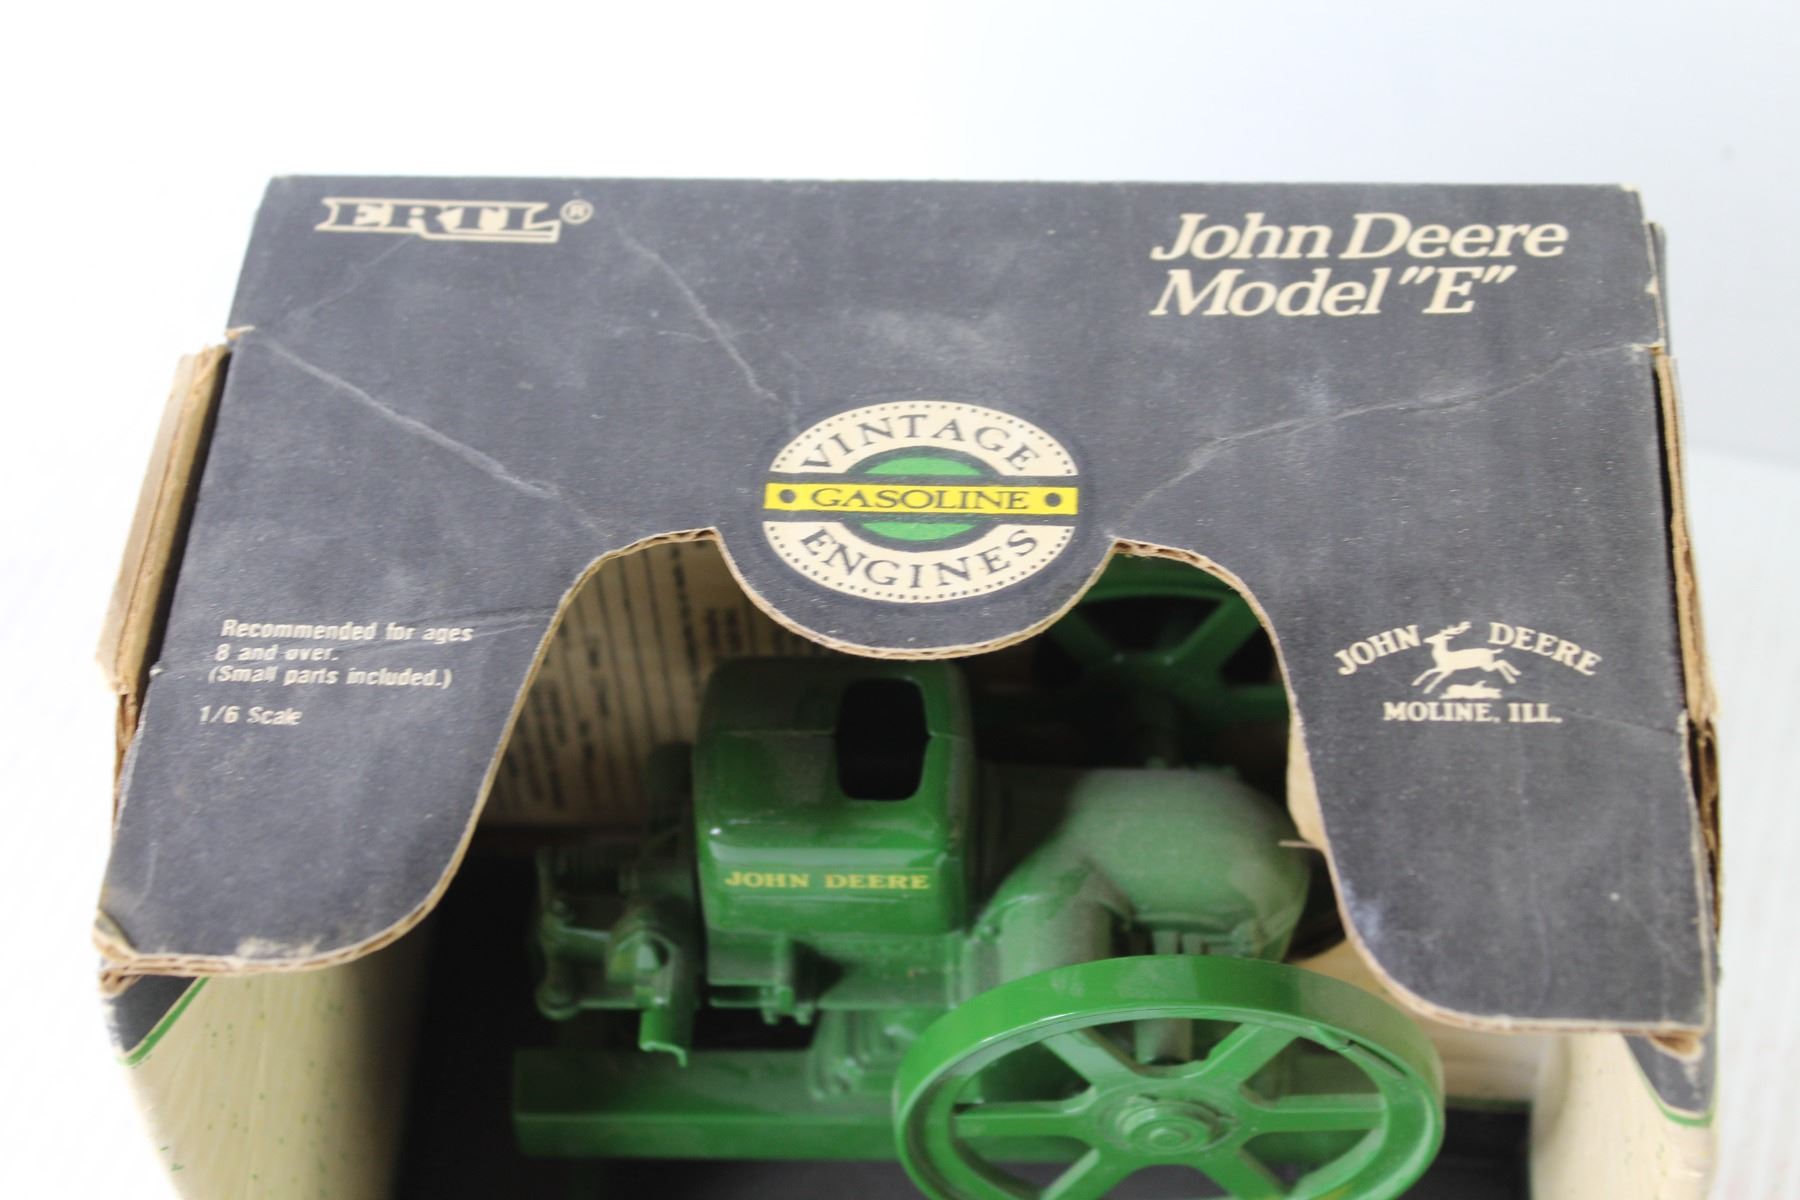 ERTL®
John Deere
Model "E"
VINTAGE
GASOLINE
ENGINES
Recommended for ages
8 and over.
(Small parts included.)
1/6 Scale
JOHN DEERE
MOLINE, ILL.
JOHN DEERE